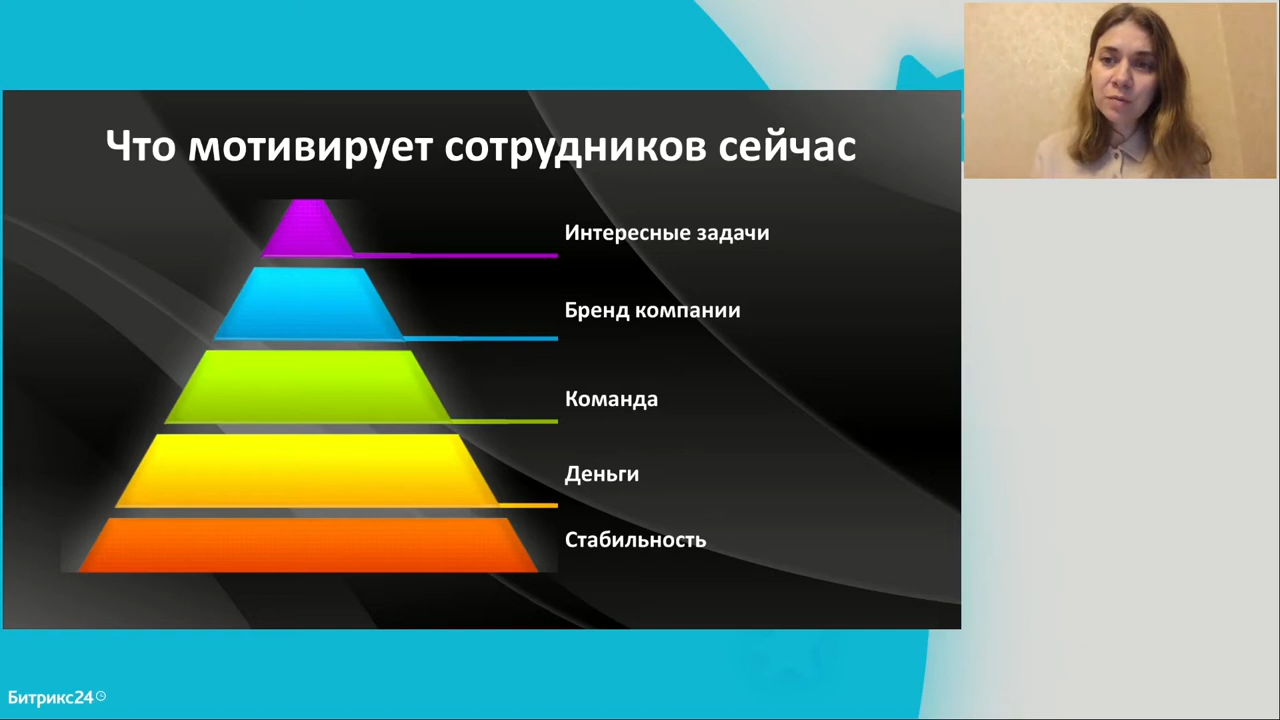 Что мотивирует сотрудников сейчас
Интересные задачи
Бренд компании
Команда
Деньги
Стабильность
Битрикс24